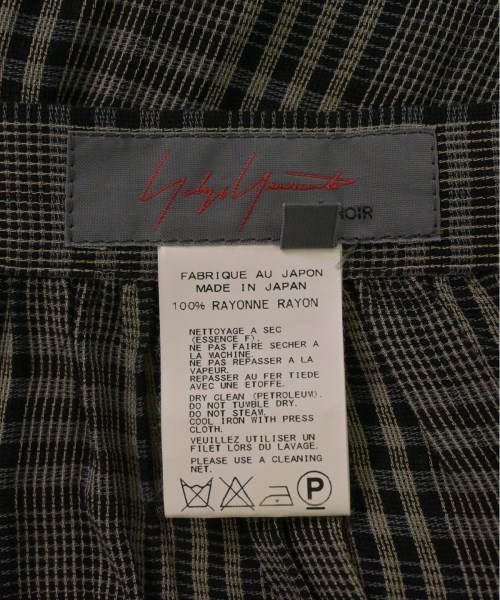 Yohji Yamamoto
NOIR
FABRIQUE AU JAPON
MADE IN JAPAN
100% RAYONNE RAYON
NETTOYAGE A SEC
(ESSENCE F).
NE PAS FAIRE SECHER A
LA MACHINE.
NE PAS REPASSER A LA
VAPEUR.
REPASSER AU FER TIEDE
AVEC UNE ETOFFE.
DRY CLEAN (PETROLEUM).
DO NOT TUMBLE DRY.
DO NOT STEAM.
COOL IRON WITH PRESS
CLOTH.
VEUILLEZ UTILISER UN
FILET LORS DU LAVAGE.
PLEASE USE A CLEANING
NET.
P